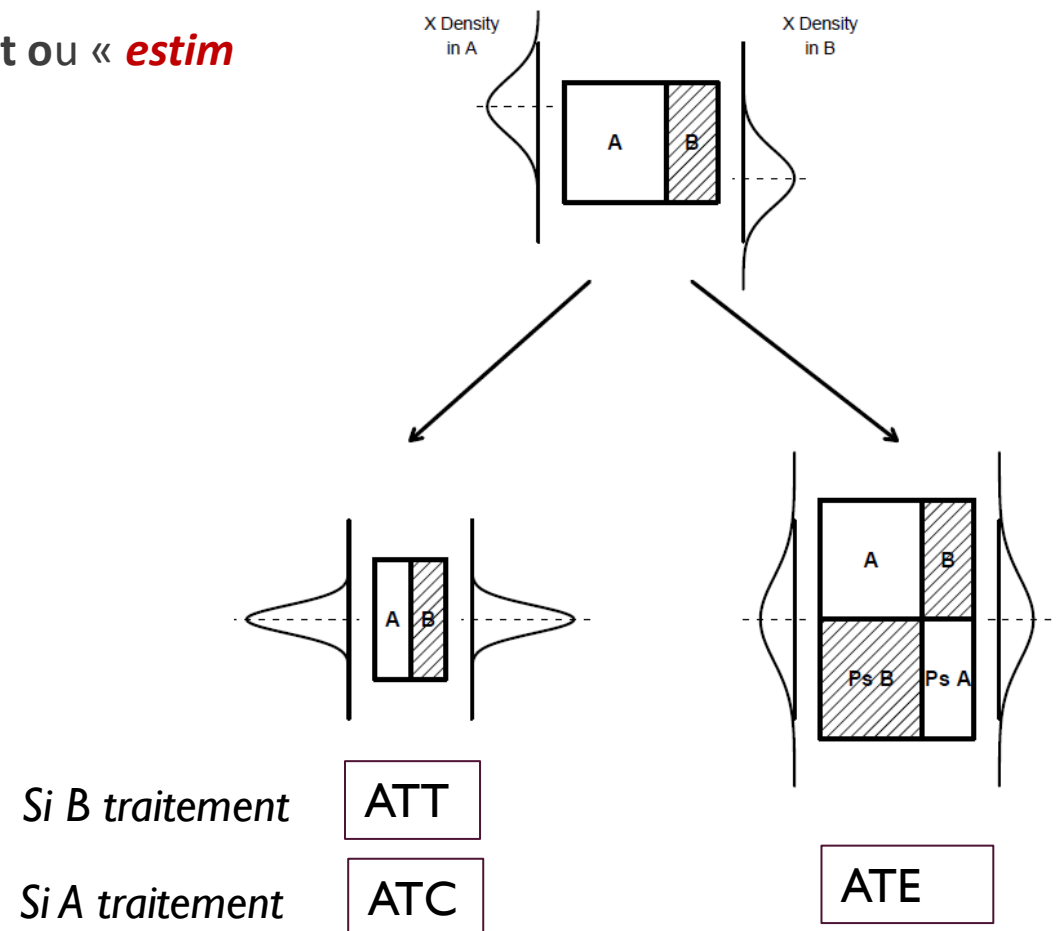 t ou « estim
X Density
in A
X Density
in B
A
B
A
B
A
B
Ps B
Ps A
Si B traitement
ATT
Si A traitement
ATC
ATE